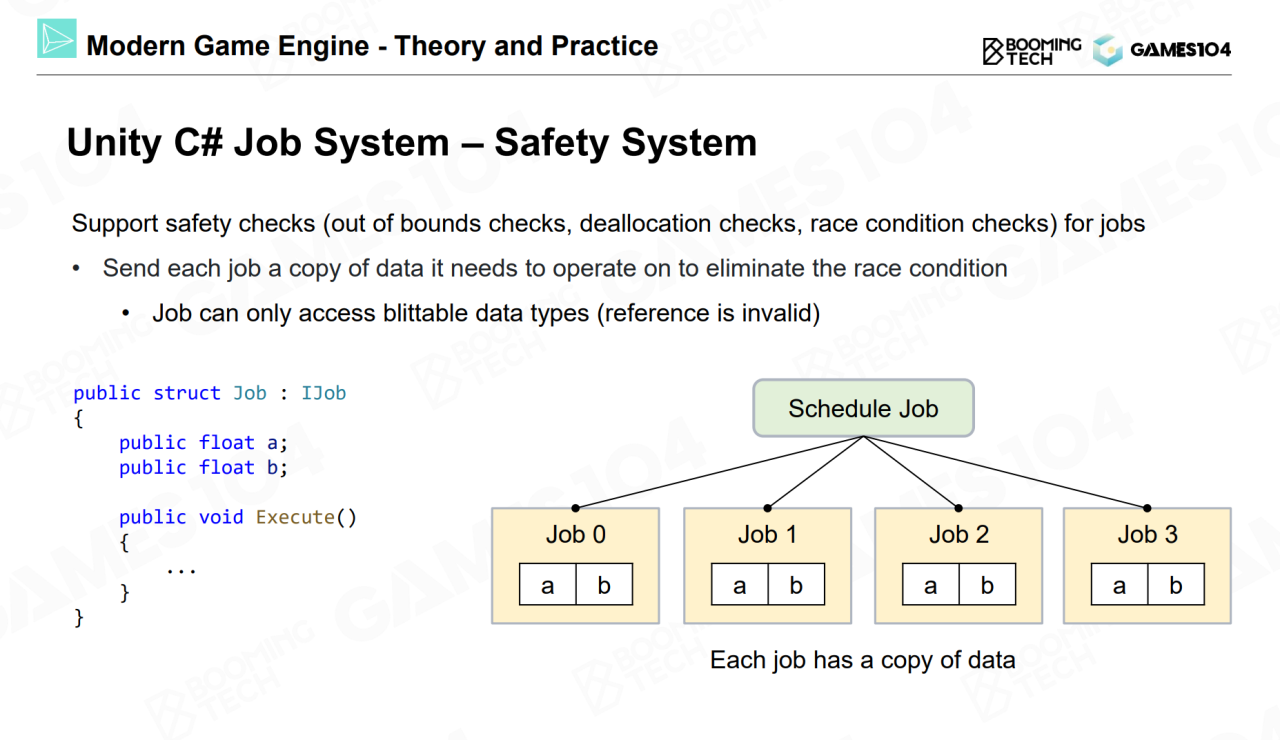 Modern Game Engine - Theory and Practice
BOOMING
TECH
GAMES104
Unity C# Job System – Safety System
Support safety checks (out of bounds checks, deallocation checks, race condition checks) for jobs
• Send each job a copy of data it needs to operate on to eliminate the race condition
• Job can only access blittable data types (reference is invalid)
public struct Job : IJob
{
    public float a;
    public float b;

    public void Execute()
    {
        ...
    }
}
Schedule Job
Job 0 Job 1 Job 2 Job 3
a b a b a b a b
Each job has a copy of data